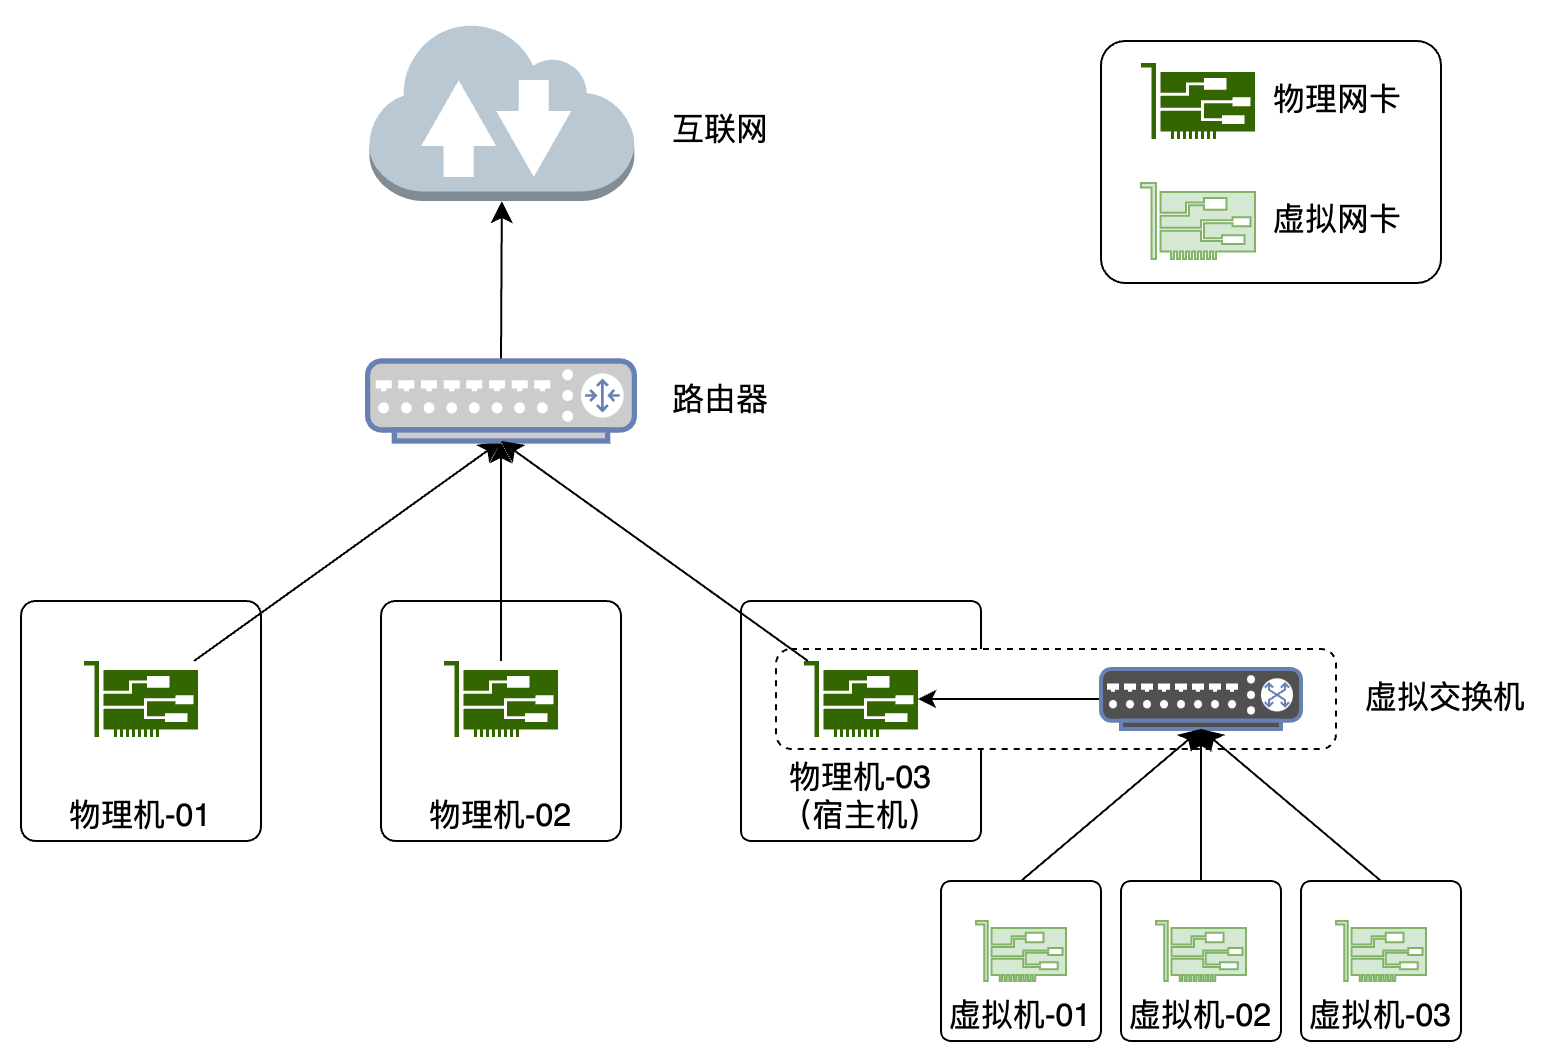 互联网
物理网卡
虚拟网卡
路由器
虚拟交换机
物理机-01
物理机-02
物理机-03
（宿主机）
虚拟机-01
虚拟机-02
虚拟机-03